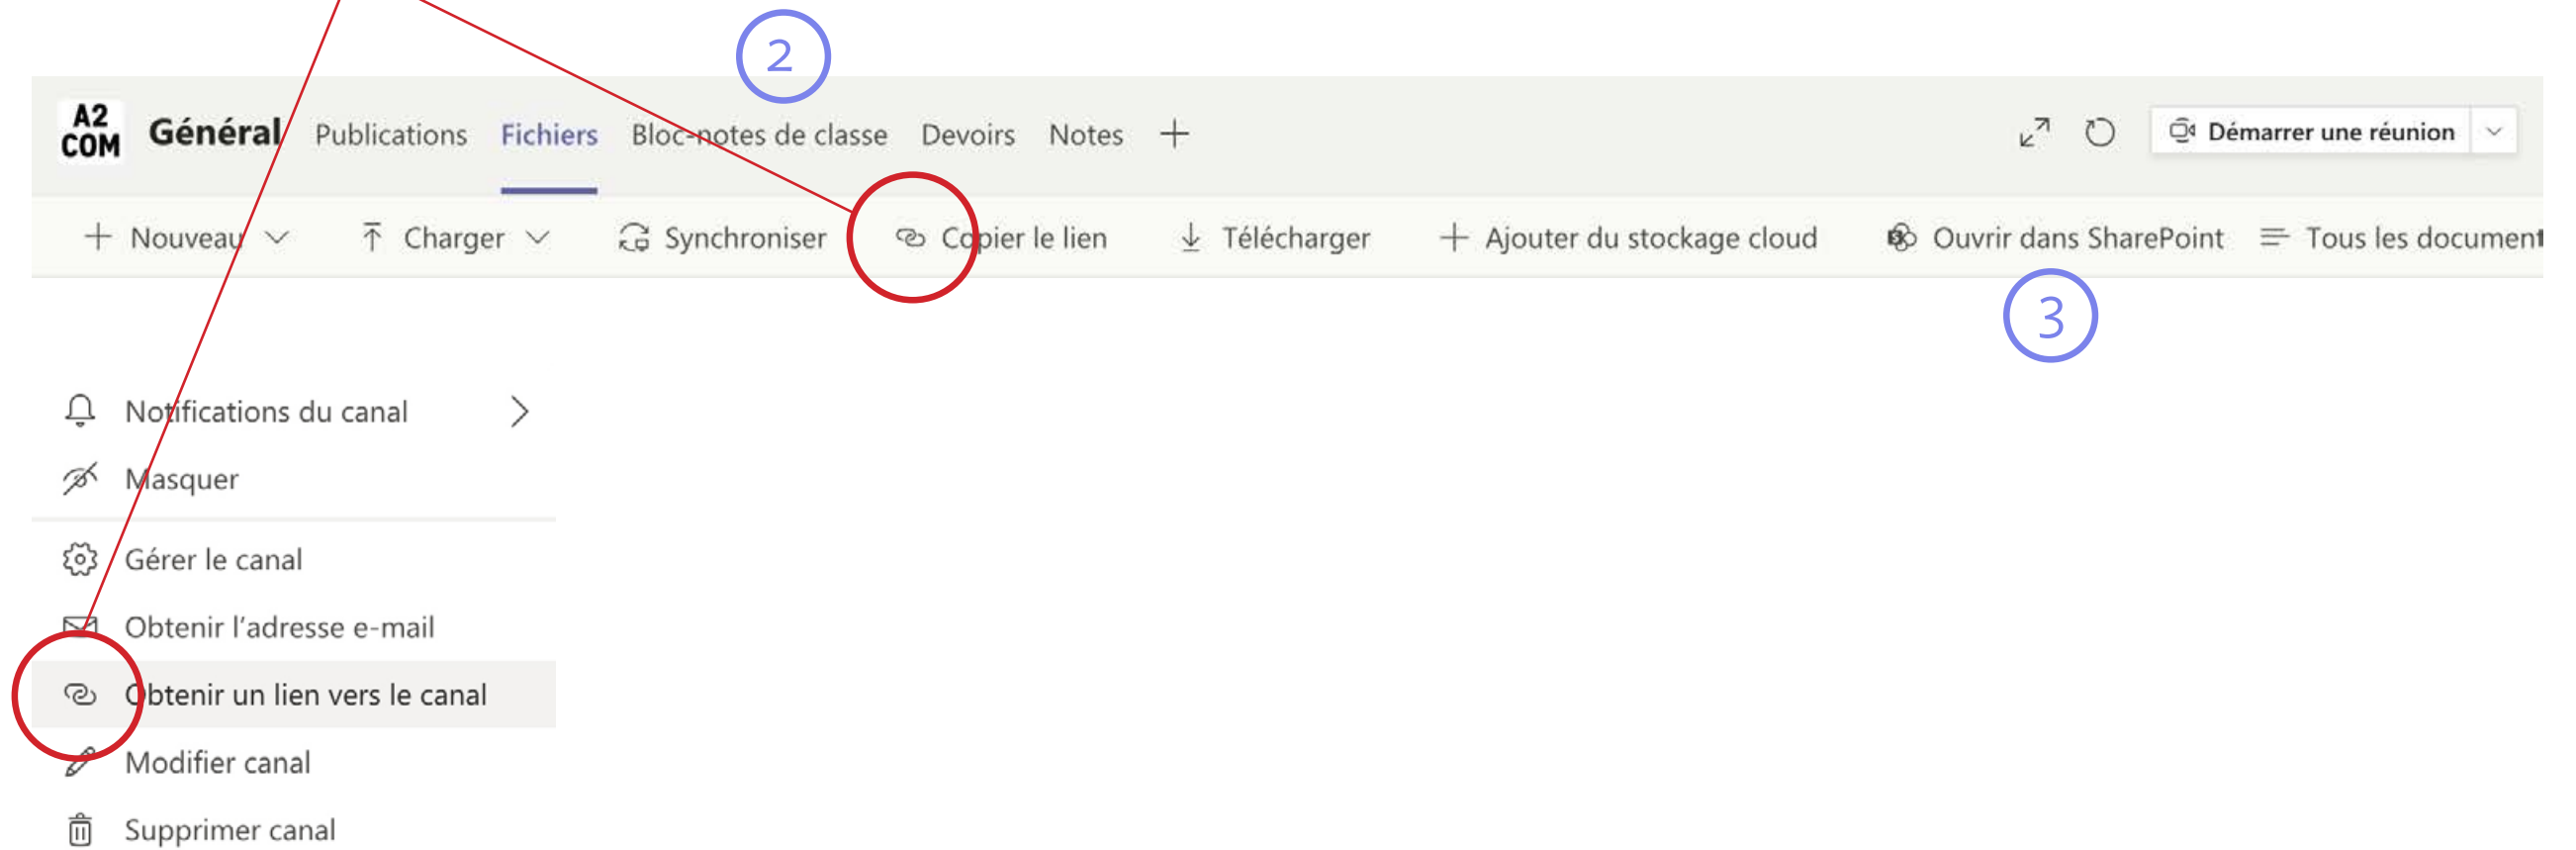 2
A2
COM
Général Publications Fichiers Bloc-notes de classe Devoirs Notes + Démarrer une réunion
+ Nouveau Charger Synchroniser Copier le lien Télécharger + Ajouter du stockage cloud Ouvrir dans SharePoint Tous les document
3
Notifications du canal
Masquer
Gérer le canal
Obtenir l'adresse e-mail
Obtenir un lien vers le canal
Modifier canal
Supprimer canal